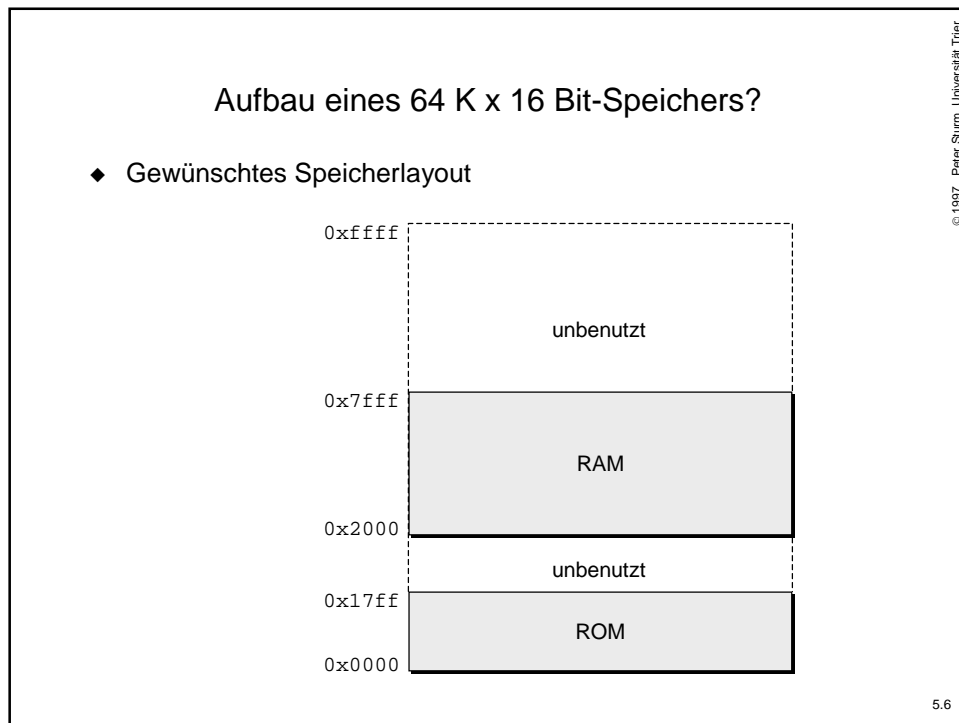 Aufbau eines 64 K x 16 Bit-Speichers?
◆ Gewünschtes Speicherlayout
0xffff
unbenutzt
0x7fff
RAM
0x2000
unbenutzt
0x17ff
ROM
0x0000
© 1997 Peter Sturm, Universität Trier
5.6